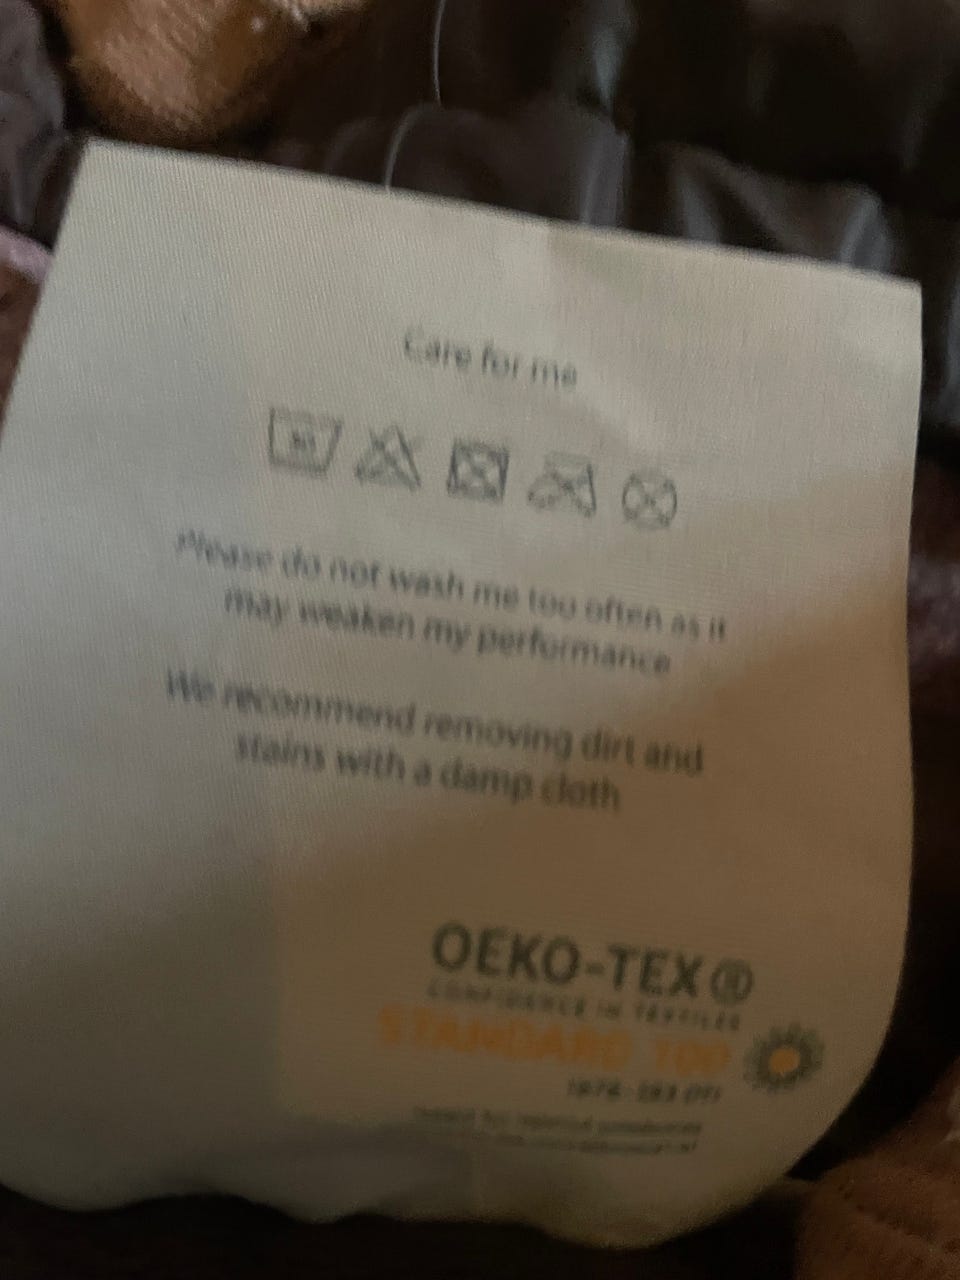 Care for me
Please do not wash me too often as it
may weaken my performance
We recommend removing dirt and
stains with a damp cloth
OEKO-TEX®
CONFIDENCE IN TEXTILES
STANDARD 100